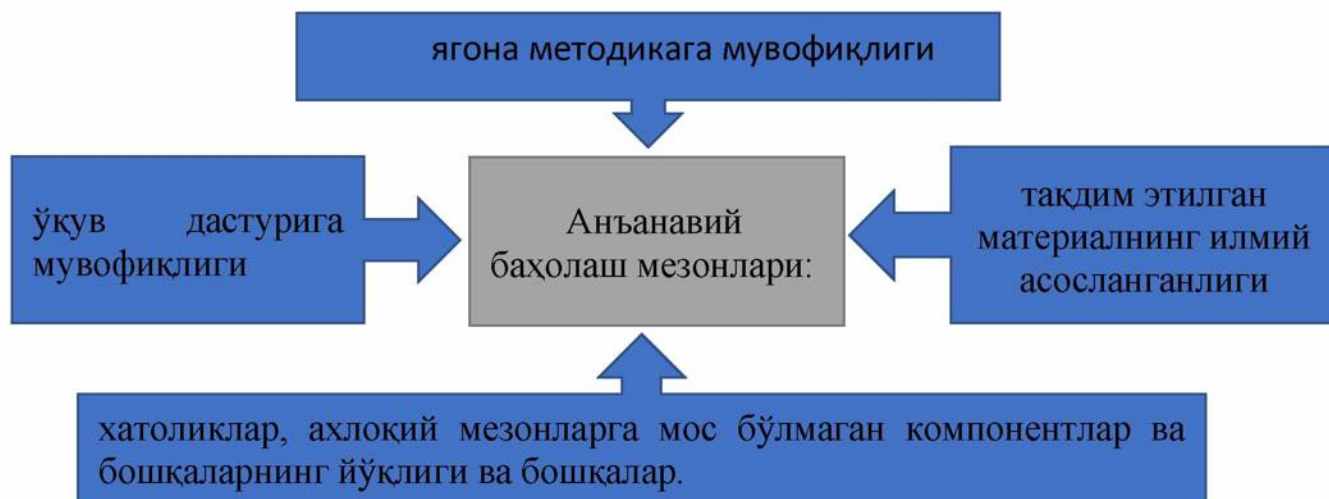 ягона методикага мувофиқлиги
ўқув дастурига
мувофиқлиги
Анъанавий
баҳолаш мезонлари:
тақдим этилган
материалнинг илмий
асосланганлиги
хатоликлар, ахлоқий мезонларга мос бўлмаган компонентлар ва
бошқаларнинг йўқлиги ва бошқалар.